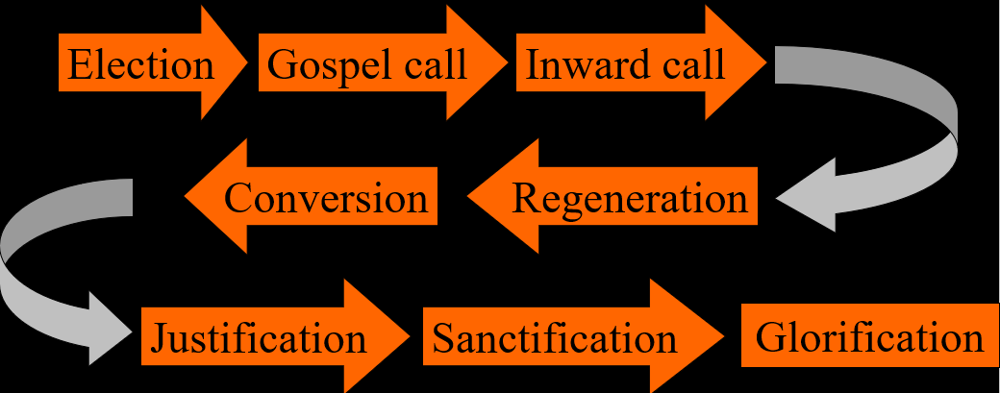 Election Gospel call Inward call
Conversion Regeneration
Justification Sanctification Glorification